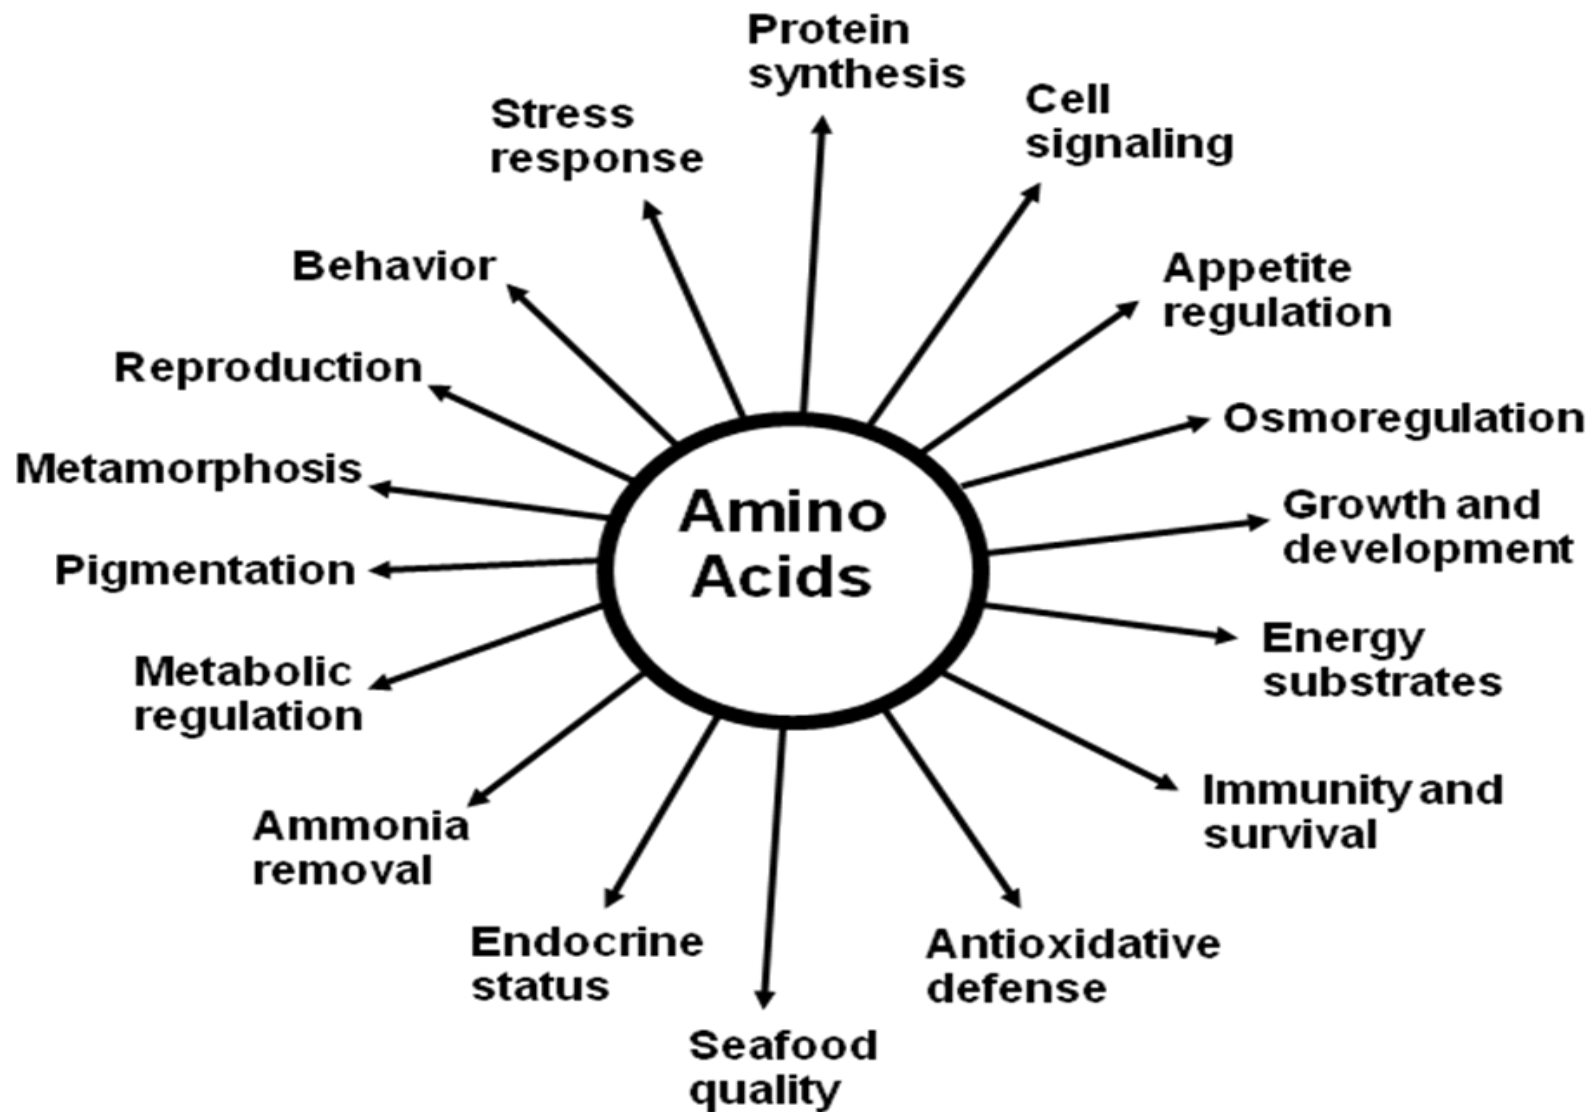 Protein
synthesis
Cell
signaling
Stress
response
Behavior
Appetite
regulation
Reproduction
Osmoregulation
Metamorphosis
Amino
Acids
Growth and
development
Pigmentation
Energy
substrates
Metabolic
regulation
Immunity and
survival
Ammonia
removal
Endocrine
status
Antioxidative
defense
Seafood
quality